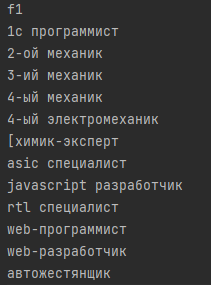 f1
1с программист
2-ой механик
3-ий механик
4-ый механик
4-ый электромеханик
[химик-эксперт
asic специалист
javascript разработчик
rtl специалист
web-программист
web-разработчик
автожестянщик